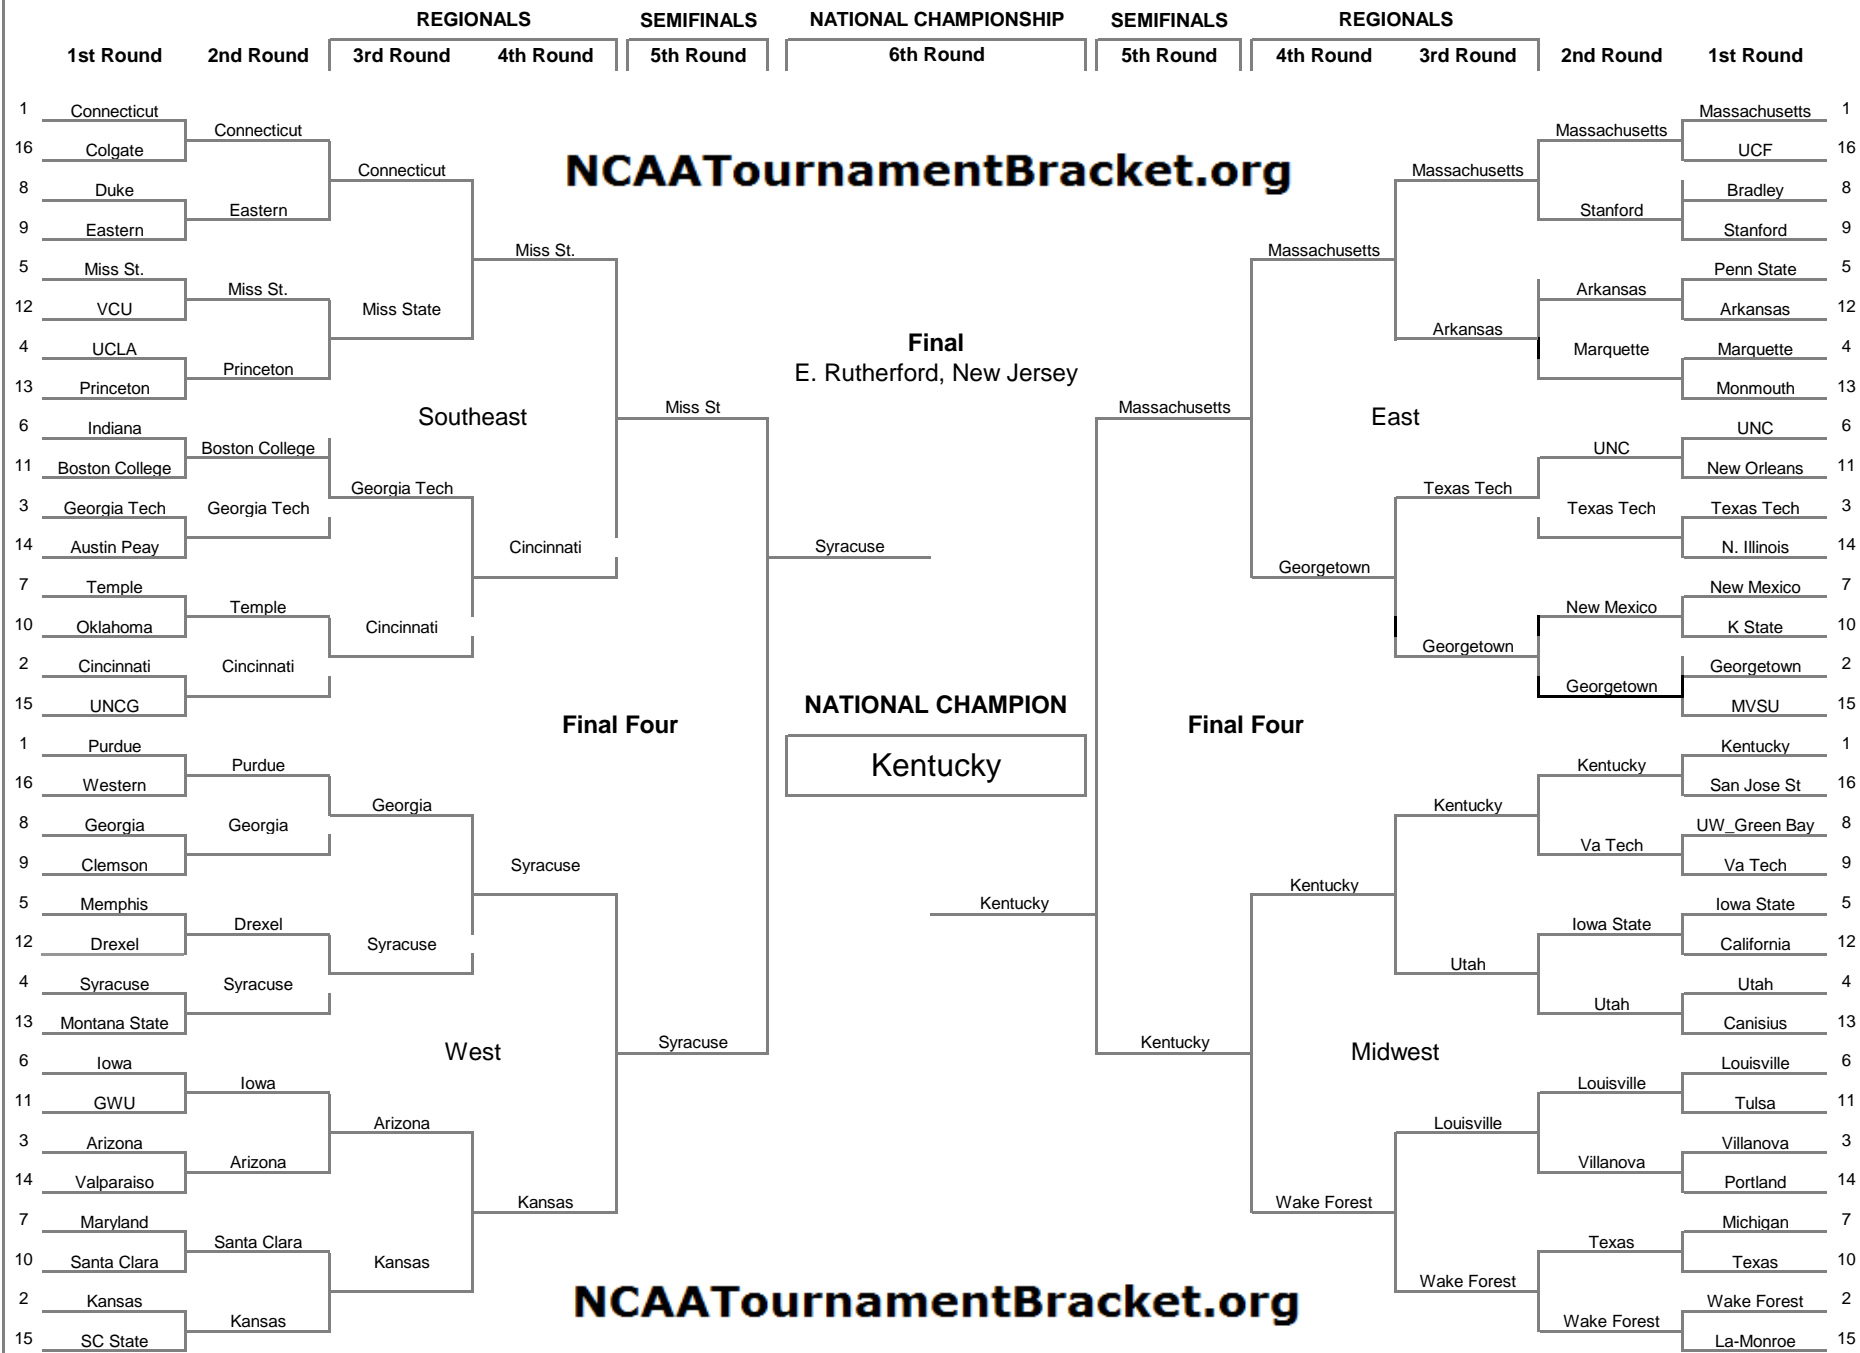 REGIONALS SEMIFINALS NATIONAL CHAMPIONSHIP SEMIFINALS REGIONALS
1st Round 2nd Round 3rd Round 4th Round 5th Round 6th Round 5th Round 4th Round 3rd Round 2nd Round 1st Round
1 Connecticut Massachusetts 1
Connecticut Massachusetts
16 Colgate UCF 16
NCAATournamentBracket.org
Connecticut Massachusetts
8 Duke Bradley 8
Eastern Stanford
9 Eastern Stanford 9
Miss St. Massachusetts
5 Miss St. Penn State 5
Miss St. Arkansas
12 VCU Miss State Arkansas 12
Arkansas
Final
4 UCLA Marquette Marquette 4
Princeton
E. Rutherford, New Jersey
13 Princeton Monmouth 13
Miss St Massachusetts
Southeast East
6 Indiana UNC 6
Boston College UNC
11 Boston College New Orleans 11
Georgia Tech Texas Tech
3 Georgia Tech Georgia Tech Texas Tech Texas Tech 3
14 Austin Peay Cincinnati Syracuse N. Illinois 14
Georgetown
7 Temple New Mexico 7
Temple New Mexico
10 Oklahoma Cincinnati K State 10
Georgetown
2 Cincinnati Cincinnati Georgetown 2
Georgetown
15 UNCG NATIONAL CHAMPION MVSU 15
Final Four Final Four
1 Purdue Kentucky 1
Purdue Kentucky Kentucky
16 Western San Jose St 16
Georgia Kentucky
8 Georgia Georgia UW_Green Bay 8
Va Tech
9 Clemson Syracuse Va Tech 9
Kentucky
5 Memphis Kentucky Iowa State 5
Drexel Iowa State
12 Drexel Syracuse California 12
Utah
4 Syracuse Syracuse Utah 4
Utah
13 Montana State Canisius 13
Syracuse Kentucky
West Midwest
6 Iowa Louisville 6
Iowa Louisville
11 GWU Tulsa 11
Arizona Louisville
3 Arizona Villanova 3
Arizona Villanova
14 Valparaiso Portland 14
Kansas Wake Forest
7 Maryland Michigan 7
Santa Clara Texas
10 Santa Clara Kansas Texas 10
Wake Forest
2 Kansas Wake Forest 2
NCAATournamentBracket.org
Kansas Wake Forest
15 SC State La-Monroe 15